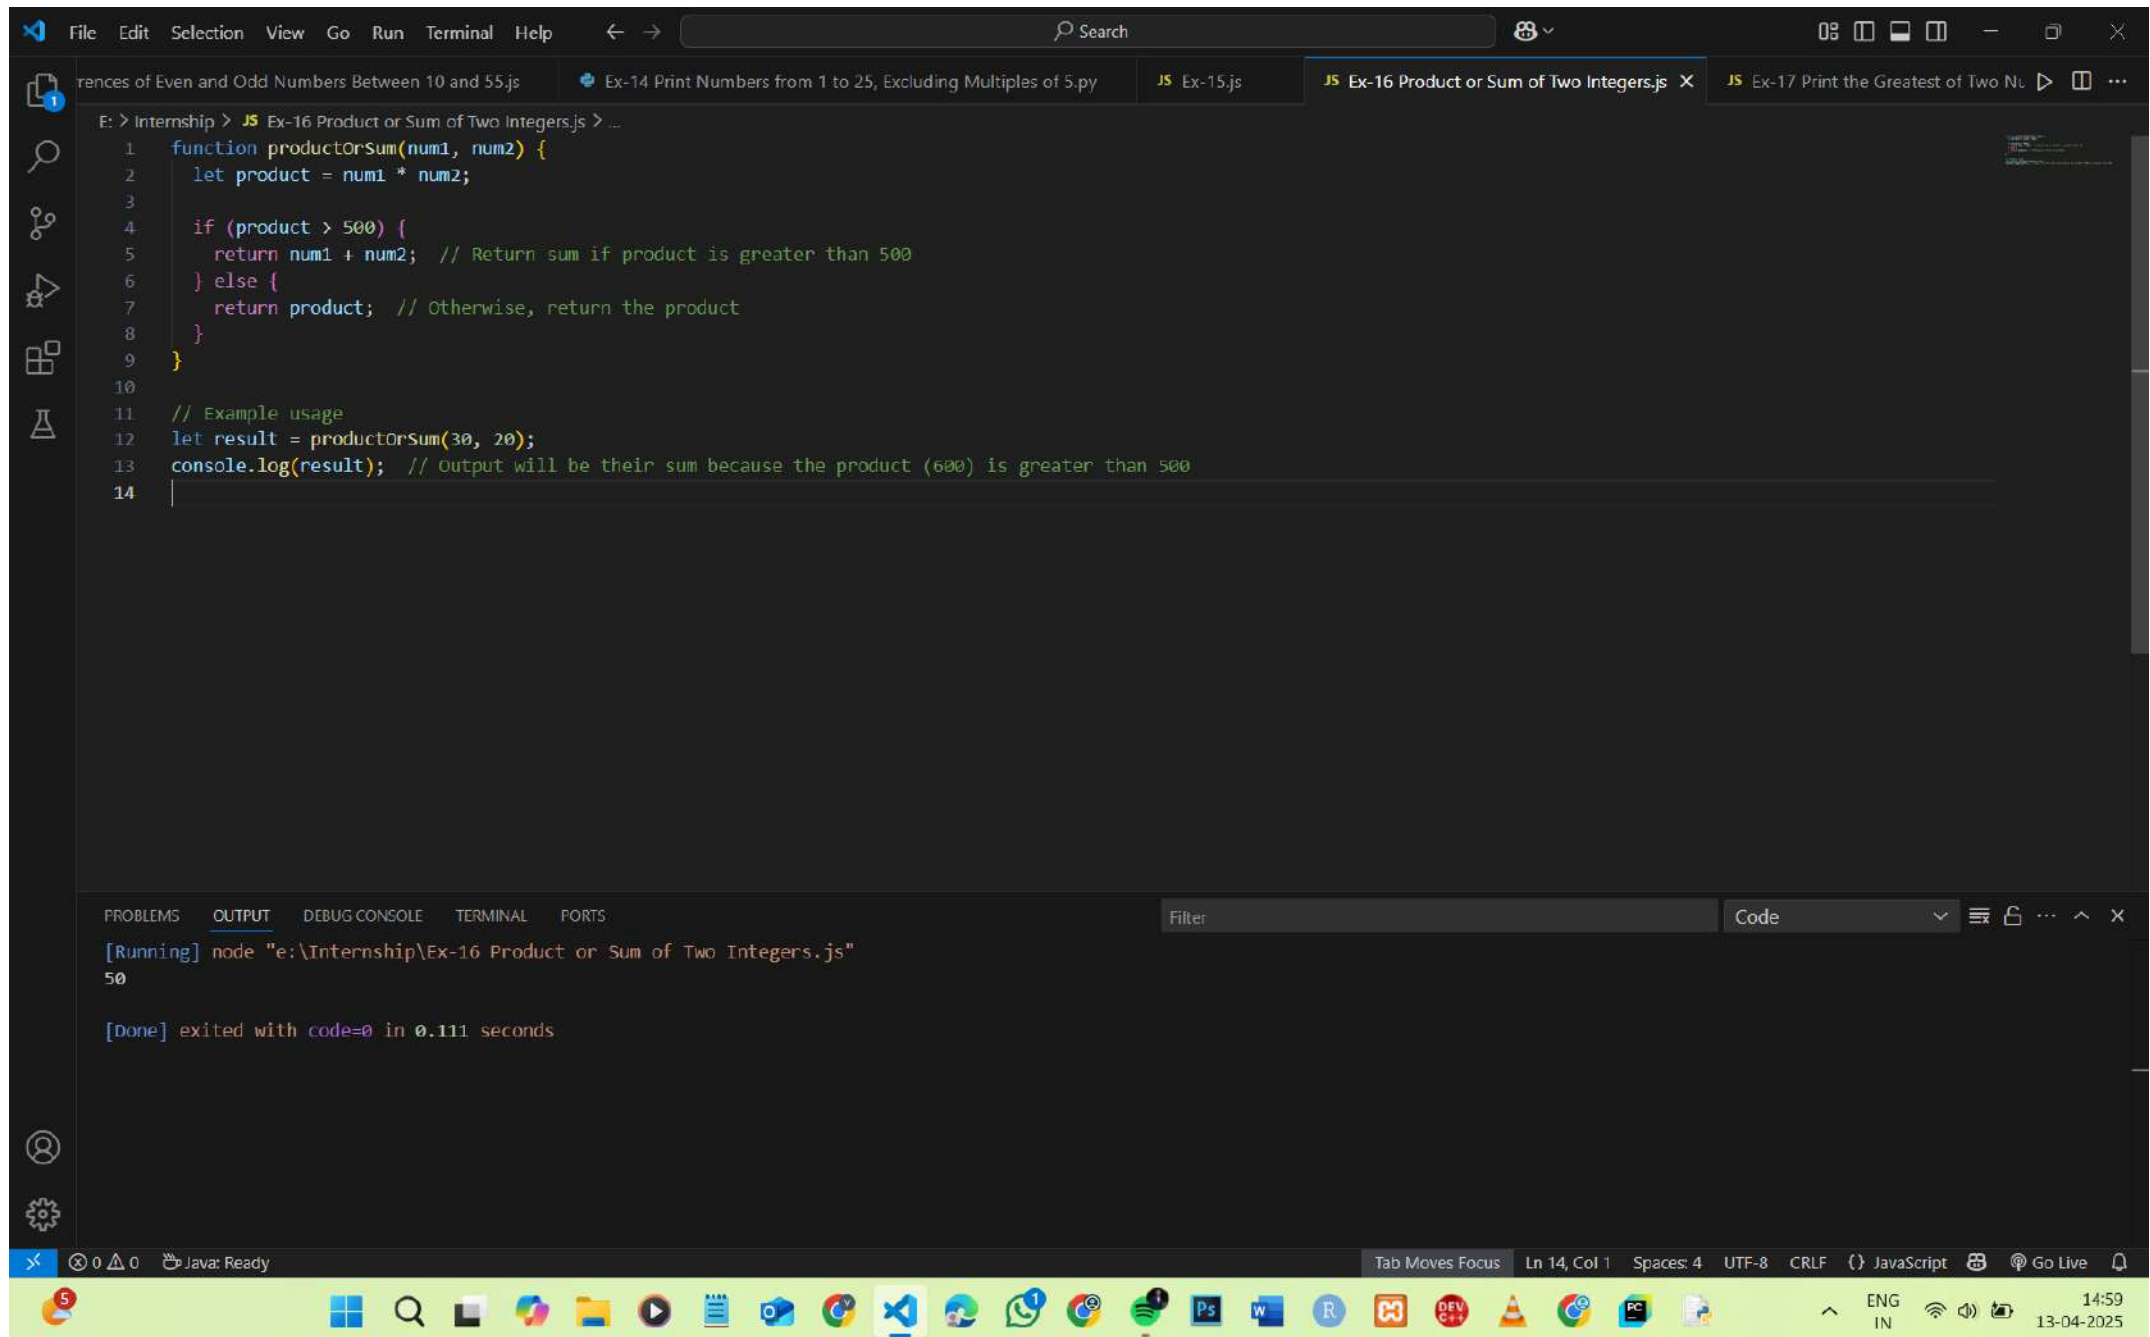 File Edit Selection View Go Run Terminal Help Search
rences of Even and Odd Numbers Between 10 and 55.js Ex-14 Print Numbers from 1 to 25, Excluding Multiples of 5.py JS Ex-15.js JS Ex-16 Product or Sum of Two Integers.js JS Ex-17 Print the Greatest of Two Nu
1
E: > Internship > JS Ex-16 Product or Sum of Two Integers.js > ...
1 function productOrSum(num1, num2) {
2 let product = num1 * num2;
3
4 if (product > 500) {
5 return num1 + num2; // Return sum if product is greater than 500
6 } else {
7 return product; // Otherwise, return the product
8 }
9 }
10
11 // Example usage
12 let result = productOrSum(30, 20);
13 console.log(result); // Output will be their sum because the product (600) is greater than 500
14
PROBLEMS OUTPUT DEBUG CONSOLE TERMINAL PORTS Filter Code
[Running] node "e:\Internship\Ex-16 Product or Sum of Two Integers.js"
50
[Done] exited with code=0 in 0.111 seconds
0 0 Java: Ready Tab Moves Focus Ln 14, Col 1 Spaces: 4 UTF-8 CRLF {} JavaScript Go Live
5 1 Ps W R DEV C++ PC ENG 14:59
IN 13-04-2025